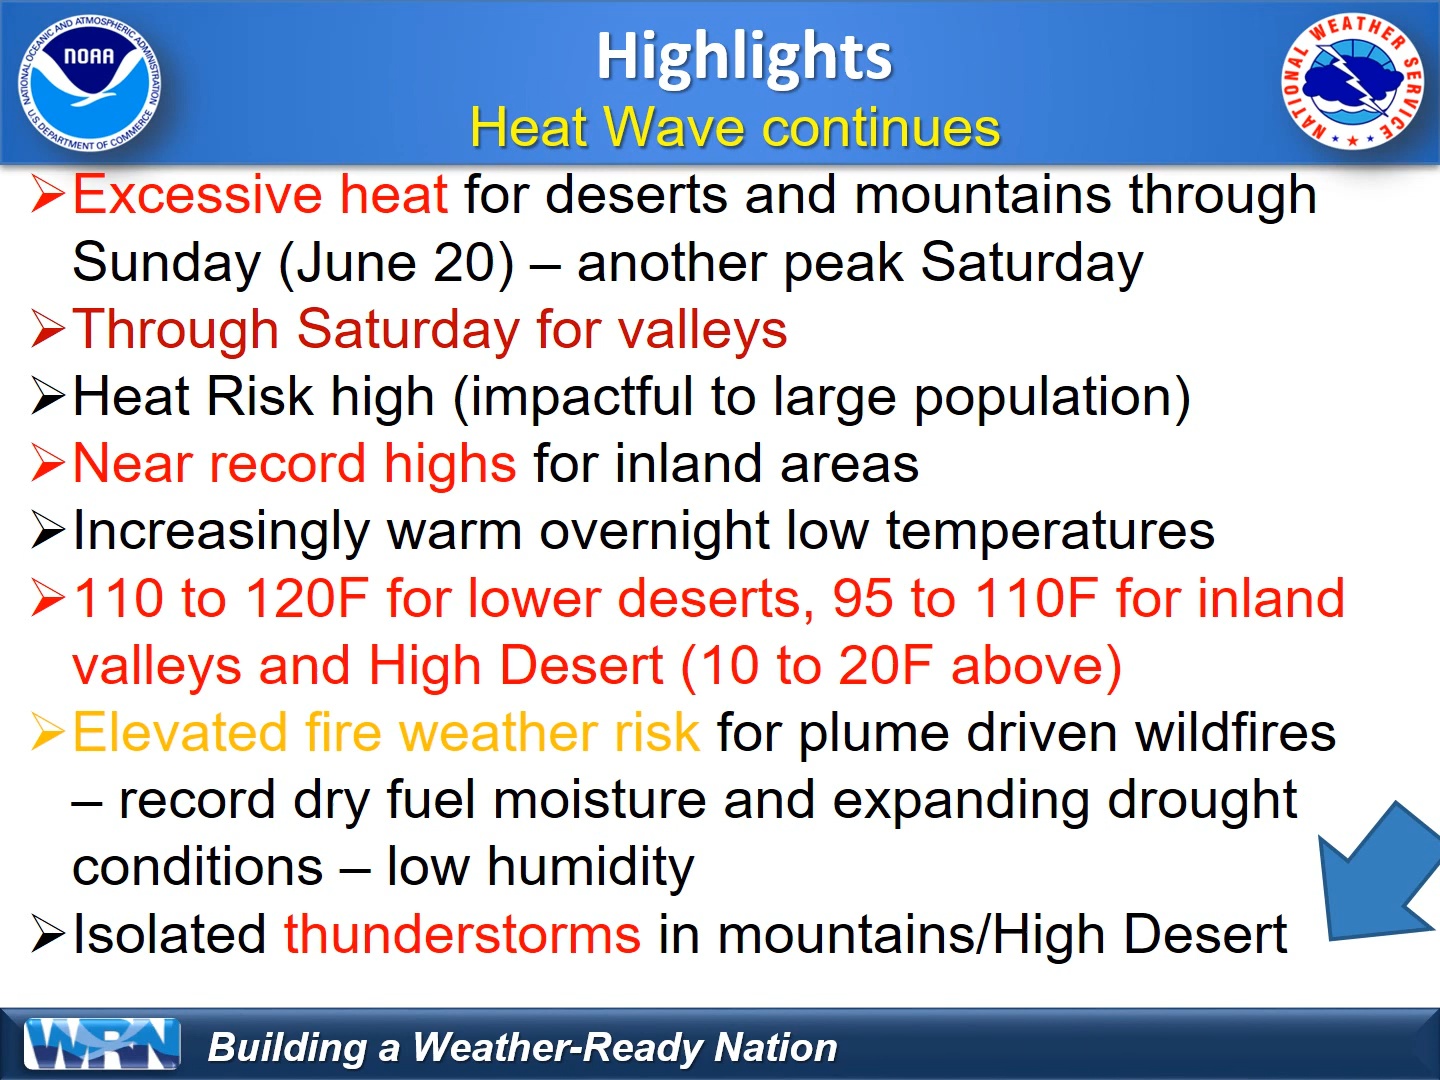 NATIONAL OCEANIC AND ATMOSPHERIC ADMINISTRATION
NOAA
U.S. DEPARTMENT OF COMMERCE
Highlights
Heat Wave continues
NATIONAL WEATHER SERVICE
➢Excessive heat for deserts and mountains through
Sunday (June 20) – another peak Saturday
➢Through Saturday for valleys
➢Heat Risk high (impactful to large population)
➢Near record highs for inland areas
➢Increasingly warm overnight low temperatures
➢110 to 120F for lower deserts, 95 to 110F for inland
valleys and High Desert (10 to 20F above)
➢Elevated fire weather risk for plume driven wildfires
– record dry fuel moisture and expanding drought
conditions – low humidity
➢Isolated thunderstorms in mountains/High Desert
WRN
Building a Weather-Ready Nation